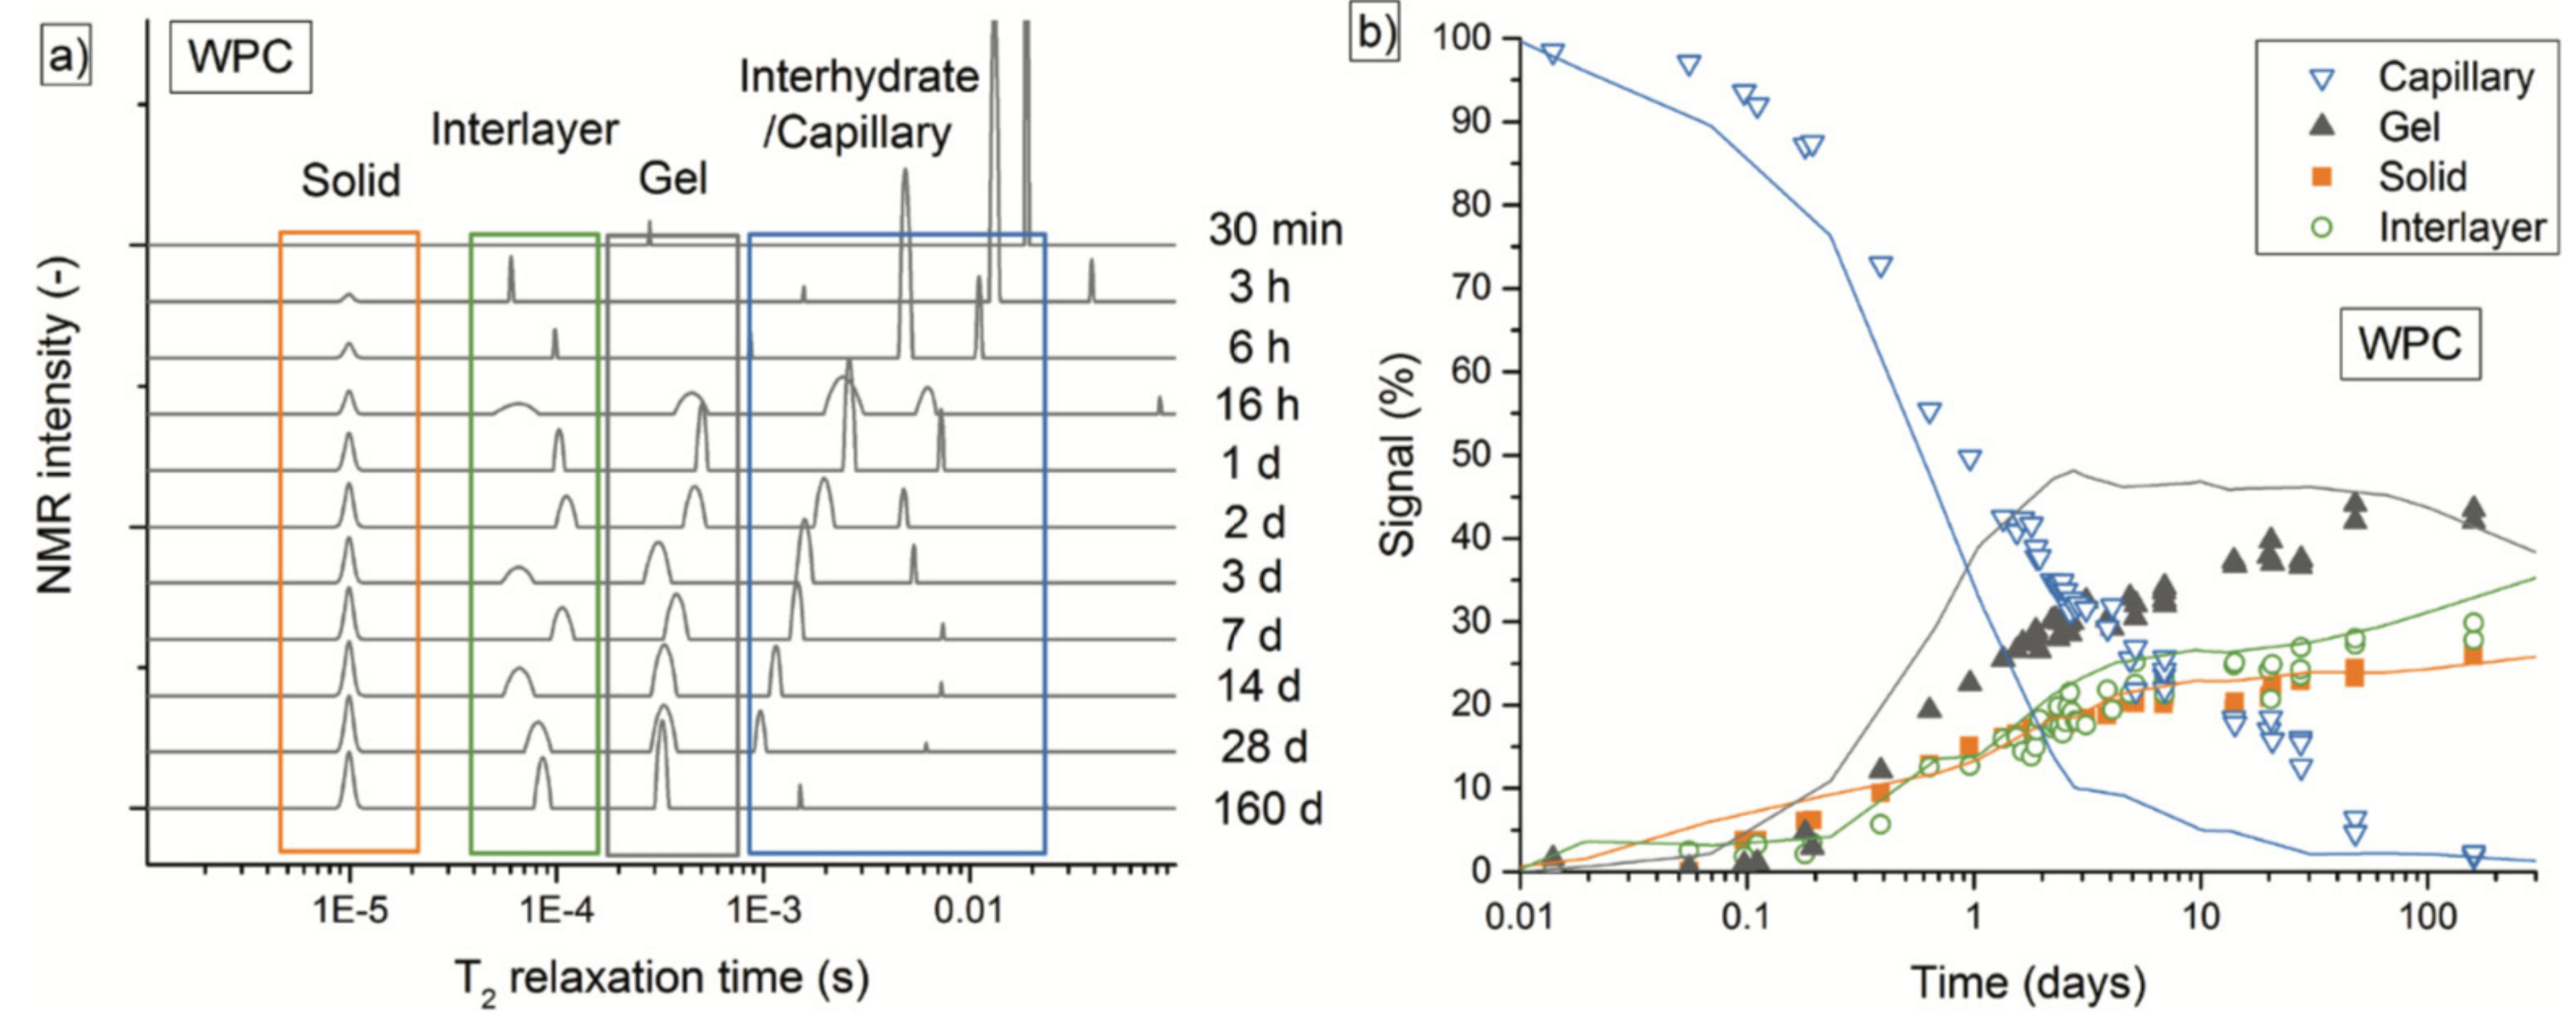 a)
WPC
Solid
Interlayer
Gel
Interhydrate
/Capillary
30 min
3 h
6 h
16 h
1 d
2 d
3 d
7 d
14 d
28 d
160 d
NMR intensity (-)
1E-5 1E-4 1E-3 0.01
T₂ relaxation time (s)
b)
100
90
80
70
60
50
40
30
20
10
0
Signal (%)
Capillary
Gel
Solid
Interlayer
WPC
0.01 0.1 1 10 100
Time (days)